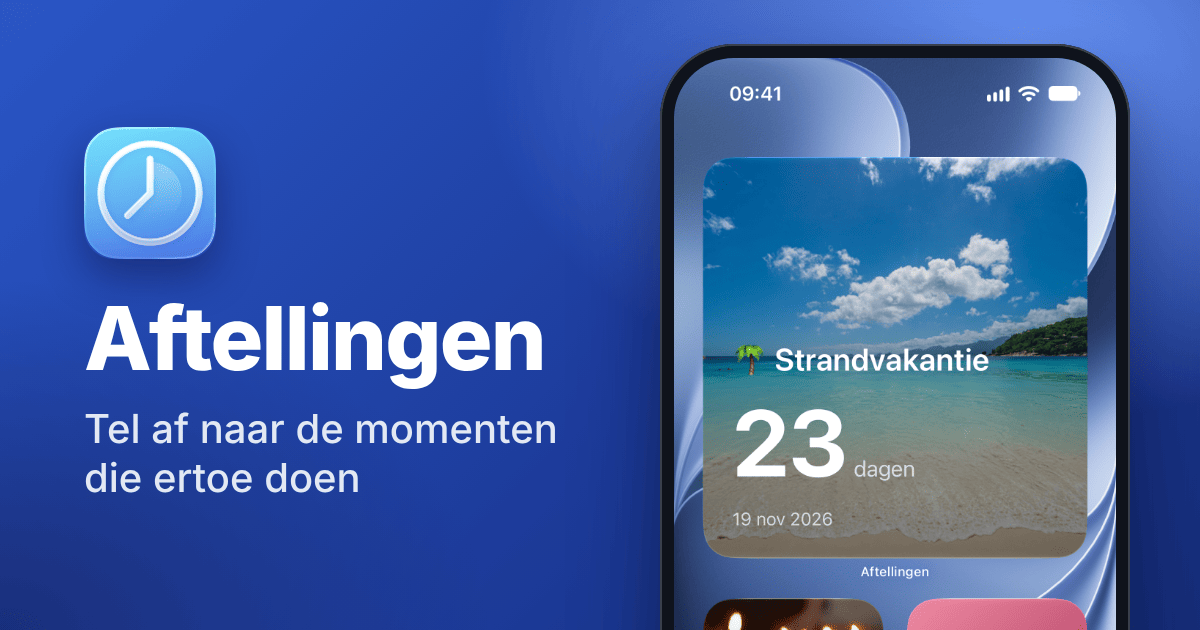 Aftellingen
Tel af naar de momenten
die ertoe doen
09:41
🌴 Strandvakantie
23 dagen
19 nov 2026
Aftellingen